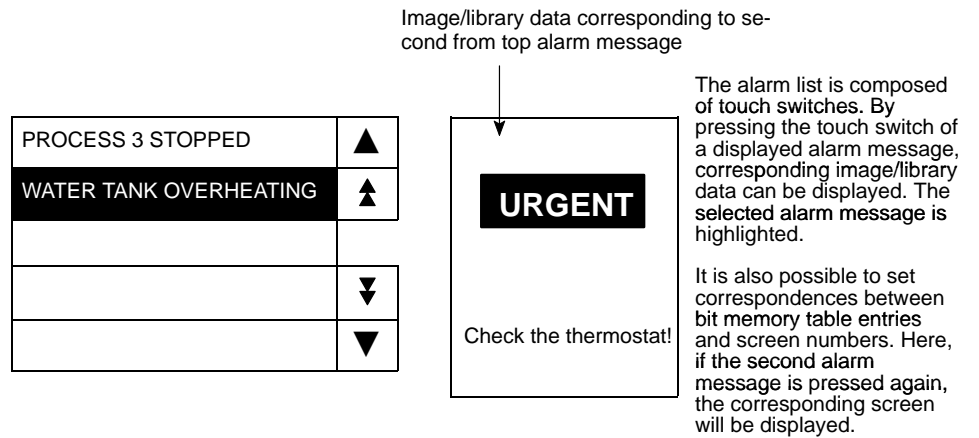 Image/library data corresponding to se-
cond from top alarm message
PROCESS 3 STOPPED
WATER TANK OVERHEATING
URGENT
Check the thermostat!
The alarm list is composed
of touch switches. By
pressing the touch switch of
a displayed alarm message,
corresponding image/library
data can be displayed. The
selected alarm message is
highlighted.
It is also possible to set
correspondences between
bit memory table entries
and screen numbers. Here,
if the second alarm
message is pressed again,
the corresponding screen
will be displayed.